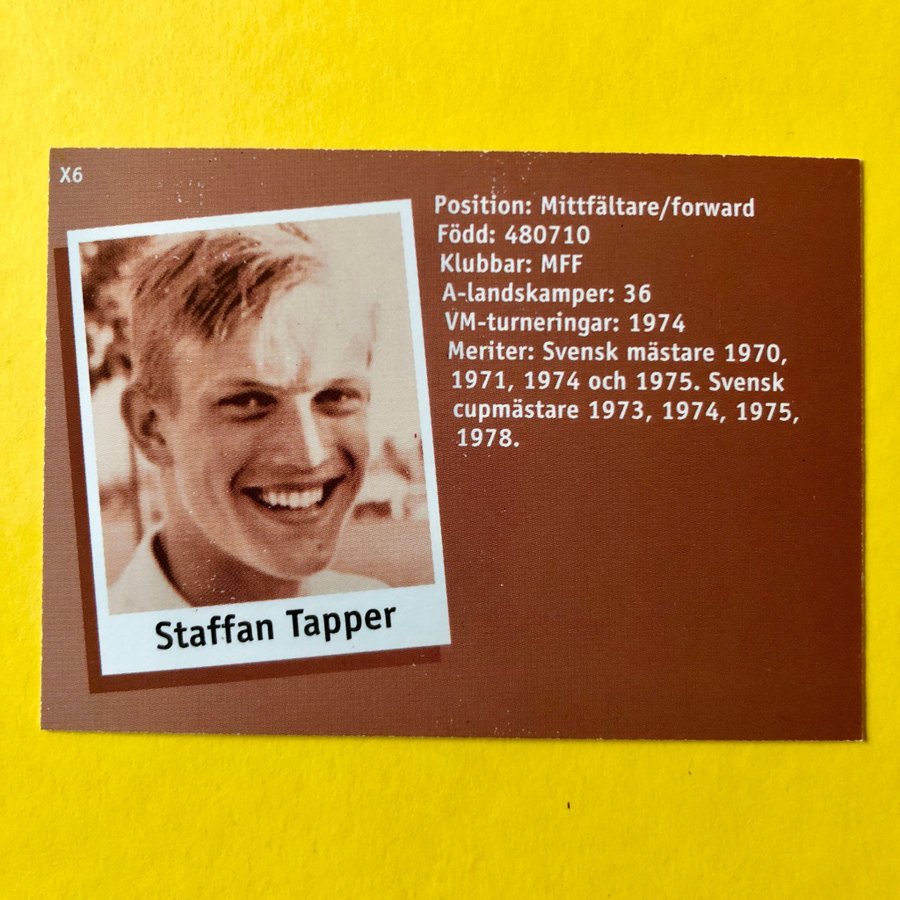 X6
Position: Mittfältare/forward
Född: 480710
Klubbar: MFF
A-landskamper: 36
VM-turneringar: 1974
Meriter: Svensk mästare 1970,
1971, 1974 och 1975. Svensk
cupmästare 1973, 1974, 1975,
1978.
Staffan Tapper